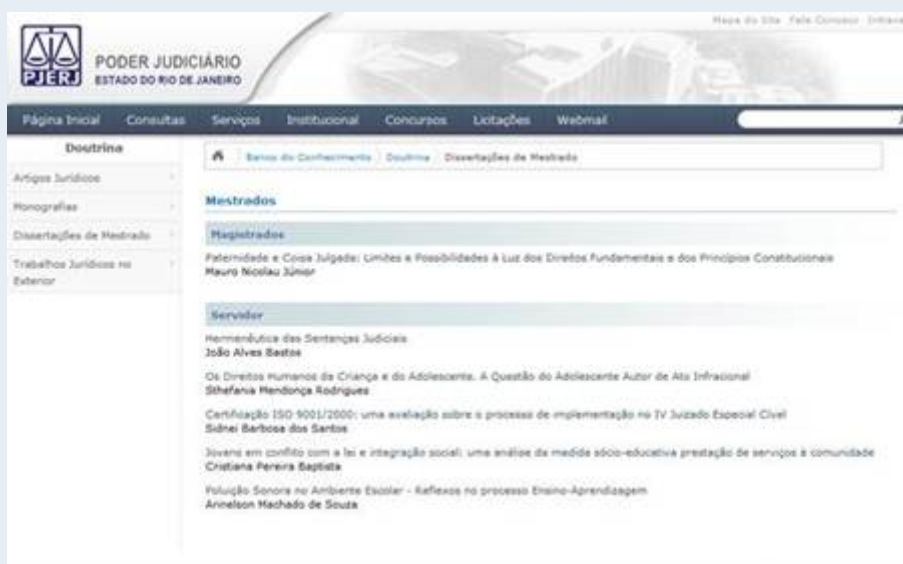 Mapa do Site Fale Conosco
PJERJ
PODER JUDICIÁRIO
ESTADO DO RIO DE JANEIRO
Página Inicial Consultas Serviços Institucional Concursos Licitações Webmail
Doutrina
Banco do Conhecimento Doutrina Dissertações de Mestrado
Artigos Jurídicos
Monografias
Dissertações de Mestrado
Trabalhos Jurídicos no
Exterior
Mestrados
Magistrados
Paternidade e Coisa Julgada: Limites e Possibilidades à Luz dos Direitos Fundamentais e dos Princípios Constitucionais
Mauro Nicolau Júnior
Servidor
Hermenêutica das Sentenças Judiciais
João Alves Bastos
Os Direitos Humanos da Criança e do Adolescente. A Questão do Adolescente Autor de Ato Infracional
Sthefania Mendonça Rodrigues
Certificação ISO 9001/2000: uma avaliação sobre o processo de implementação no IV Juizado Especial Cível
Sidnei Barbosa dos Santos
Jovens em conflito com a lei e integração social: uma análise da medida sócio-educativa prestação de serviços à comunidade
Cristiana Pereira Baptista
Poluição Sonora no Ambiente Escolar - Reflexos no processo Ensino-Aprendizagem
Machado de Souza